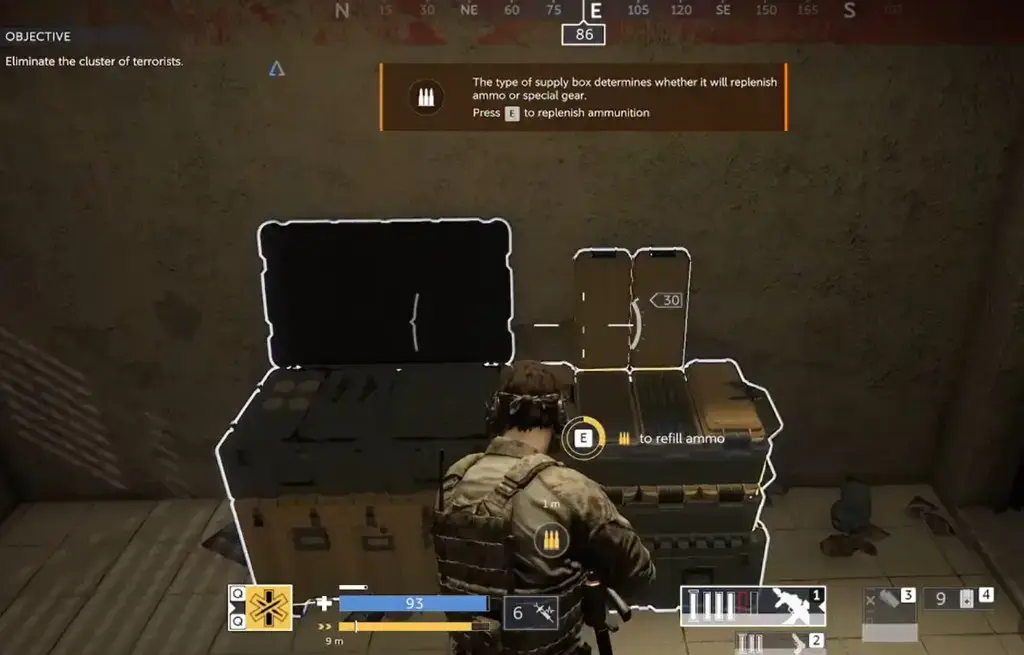 N 15 30 NE 60 75 E 105 120 SE 150 165 S
86
OBJECTIVE
Eliminate the cluster of terrorists.
The type of supply box determines whether it will replenish
ammo or special gear.
Press E to replenish ammunition
30
E to refill ammo
1 m
Q
Q
93
9 m
6
1
2
3
9
4